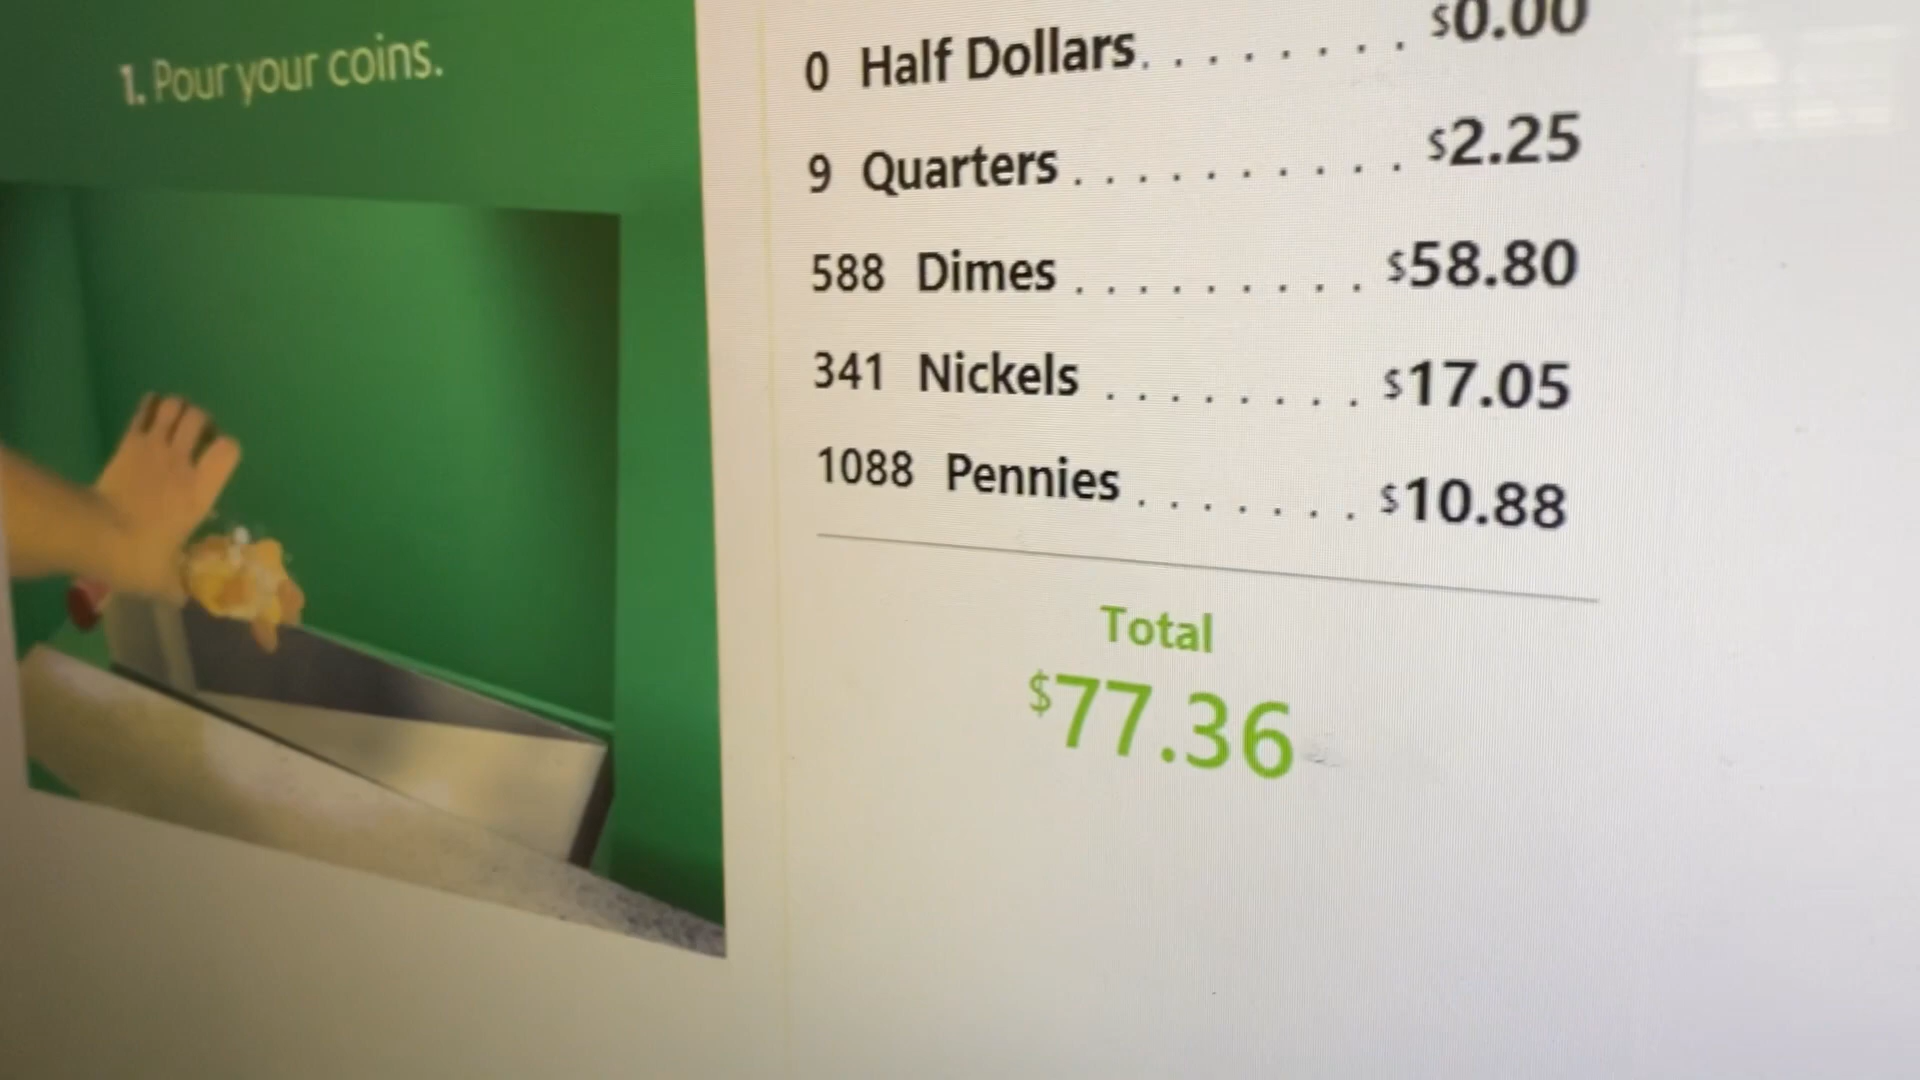 1. Pour your coins.
0 Half Dollars. . . . . . . . $0.00
9 Quarters . . . . . . . . . . $2.25
588 Dimes . . . . . . . . . $58.80
341 Nickels . . . . . . . . $17.05
1088 Pennies . . . . . . . $10.88
Total
$77.36